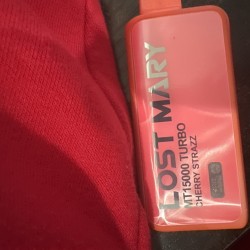 LOST MARY
MT15000 TURBO
CHERRY STRAZZ